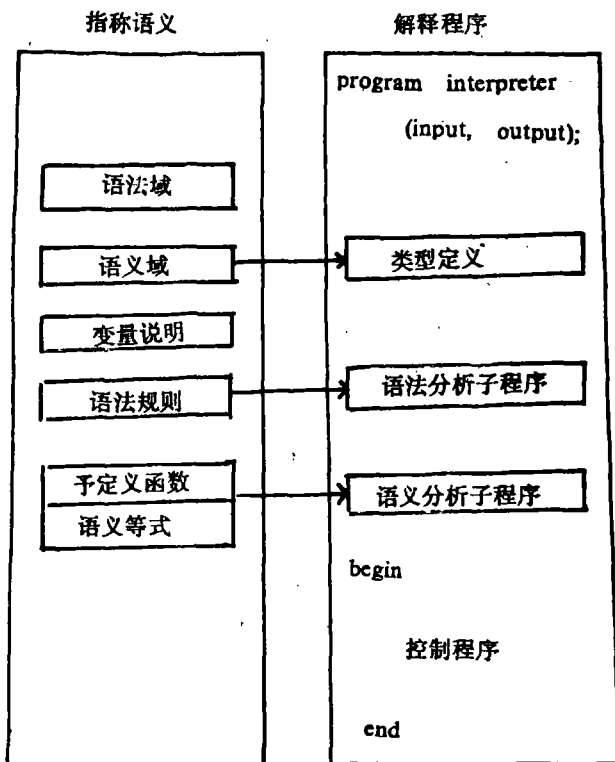 指称语义
解释程序
program interpreter
(input, output);
语法域
语义域
类型定义
变量说明
语法规则
语法分析子程序
予定义函数
语义分析子程序
语义等式
begin
控制程序
end